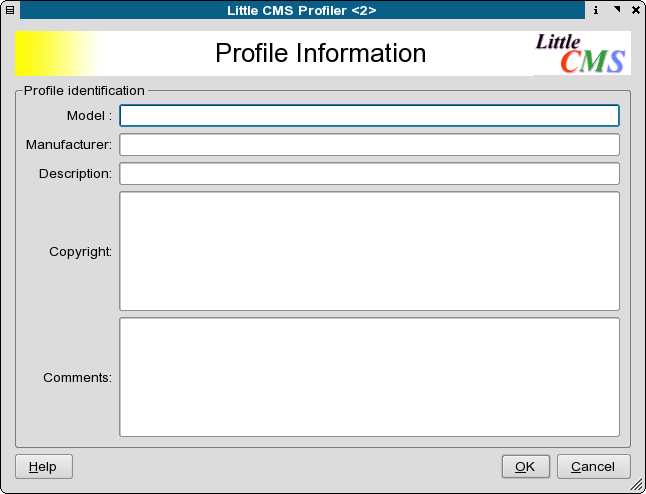 Little CMS Profiler <2>
Profile Information
Little
CMS
Profile identification
Model :
Manufacturer:
Description:
Copyright:
Comments:
Help
OK
Cancel